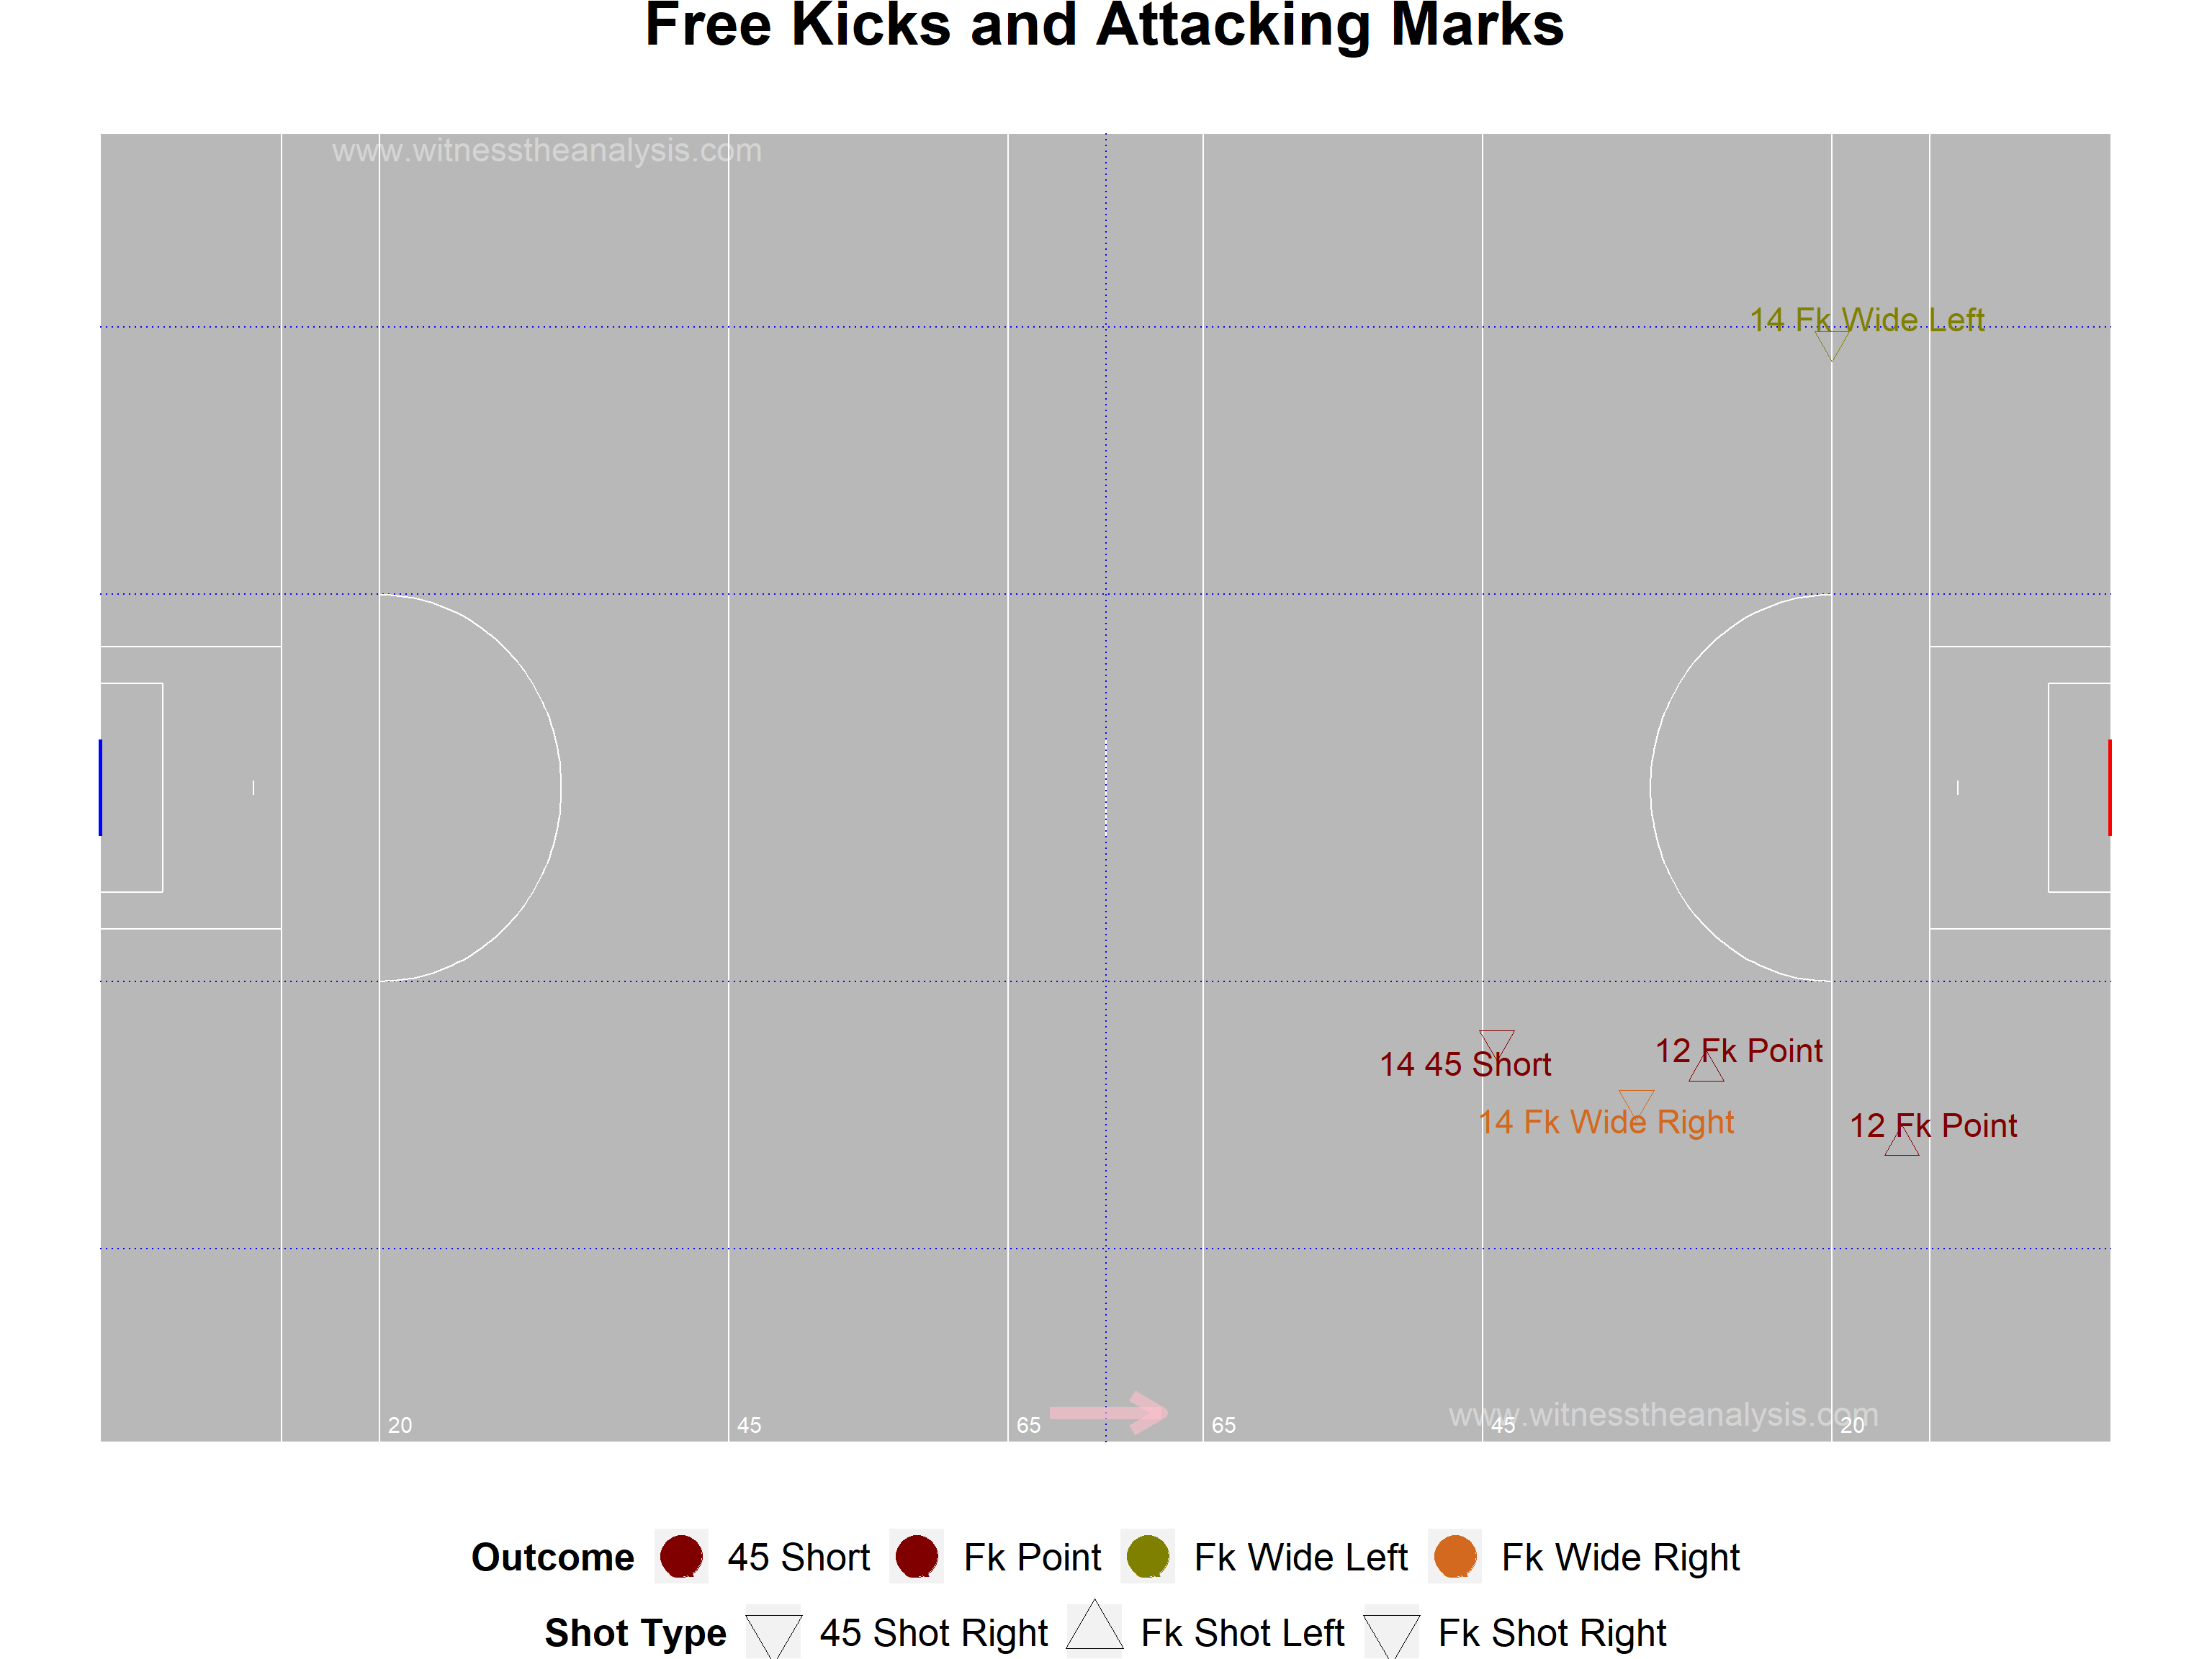 Free Kicks and Attacking Marks
www.witnesstheanalysis.com
14 Fk Wide Left
12 Fk Point
14 45 Short
14 Fk Wide Right
12 Fk Point
www.witnesstheanalysis.com
20 45 65 65 45 20
Outcome 45 Short Fk Point Fk Wide Left Fk Wide Right
Shot Type 45 Shot Right Fk Shot Left Fk Shot Right